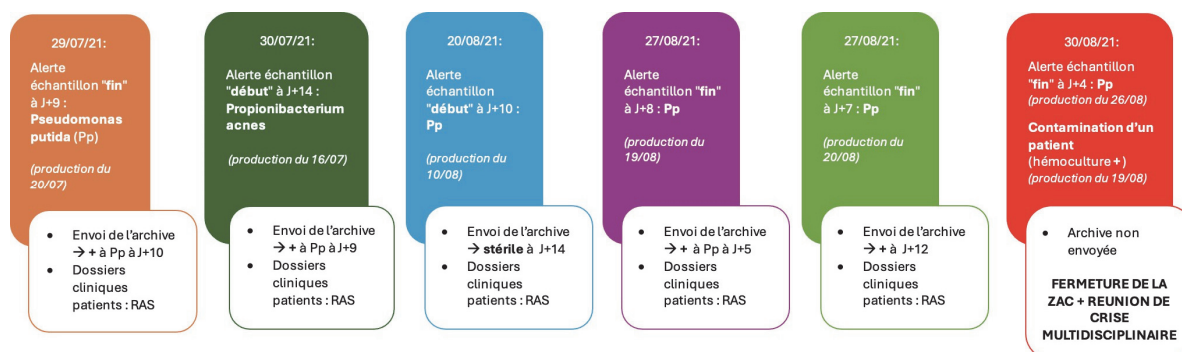 29/07/21:
Alerte
échantillon "fin"
à J+9 :
Pseudomonas
putida (Pp)
(production du
20/07)
• Envoi de l'archive
→ + à Pp à J+10
• Dossiers
cliniques
patients : RAS
30/07/21:
Alerte échantillon
"début" à J+14 :
Propionibacterium
acnes
(production du 16/07)
• Envoi de l'archive
→ + à Pp à J+9
• Dossiers
cliniques
patients : RAS
20/08/21:
Alerte
échantillon
"début" à J+10 :
Pp
(production du
10/08)
• Envoi de l'archive
→ stérile à J+14
• Dossiers
cliniques
patients : RAS
27/08/21:
Alerte
échantillon "fin"
à J+8 : Pp
(production du
19/08)
• Envoi de l'archive
→ + à Pp à J+5
• Dossiers
cliniques
patients : RAS
27/08/21:
Alerte
échantillon "fin"
à J+7 : Pp
(production du
20/08)
• Envoi de l'archive
→ + à J+12
• Dossiers
cliniques
patients : RAS
30/08/21:
Alerte échantillon
"fin" à J+4 : Pp
(production du 26/08)
Contamination d'un
patient
(hémoculture + )
(production du 19/08)
• Archive non
envoyée
FERMETURE DE LA
ZAC + REUNION DE
CRISE
MULTIDISCIPLINAIRE